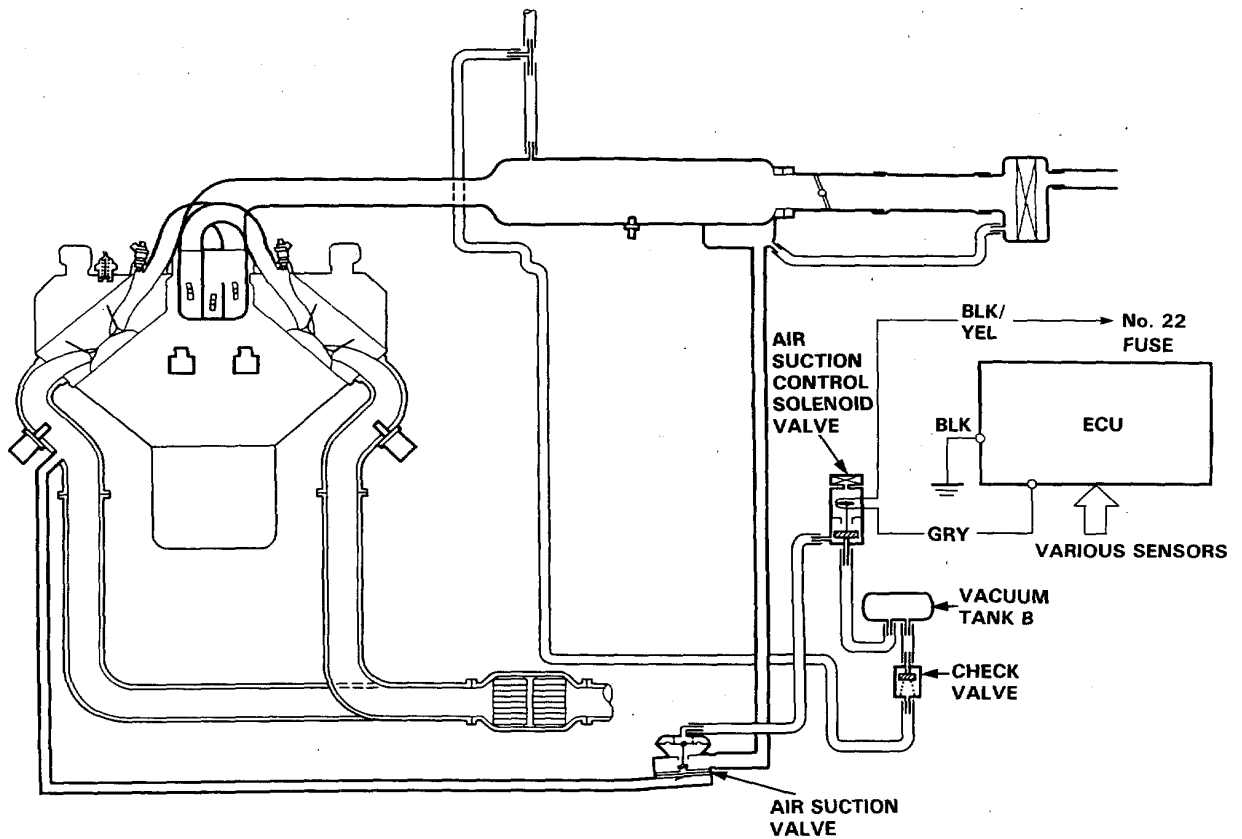 BLK/
YEL
No. 22
FUSE
AIR
SUCTION
CONTROL
SOLENOID
VALVE
BLK
ECU
GRY
VARIOUS SENSORS
VACUUM
TANK B
CHECK
VALVE
AIR SUCTION
VALVE